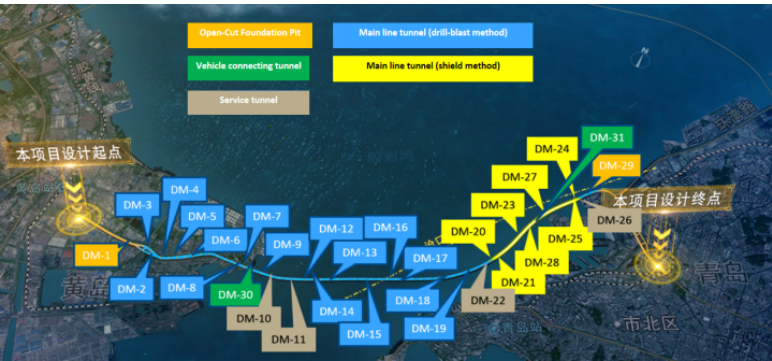 Open-Cut Foundation Pit
Main line tunnel (drill-blast method)
Vehicle connecting tunnel
Main line tunnel (shield method)
Service tunnel
DM-31
DM-24
DM-29
本项目设计起点
DM-27
DM-4
DM-3
DM-5
DM-7
DM-23
本项目设计终点
DM-26
DM-12
DM-16
DM-20
DM-25
DM-6
DM-9
DM-13
DM-1
DM-17
DM-28
青岛
DM-21
黄岛
DM-2
DM-8
DM-30
DM-18
DM-22
DM-10
DM-14
DM-11
DM-15
DM-19
青岛站
市北区